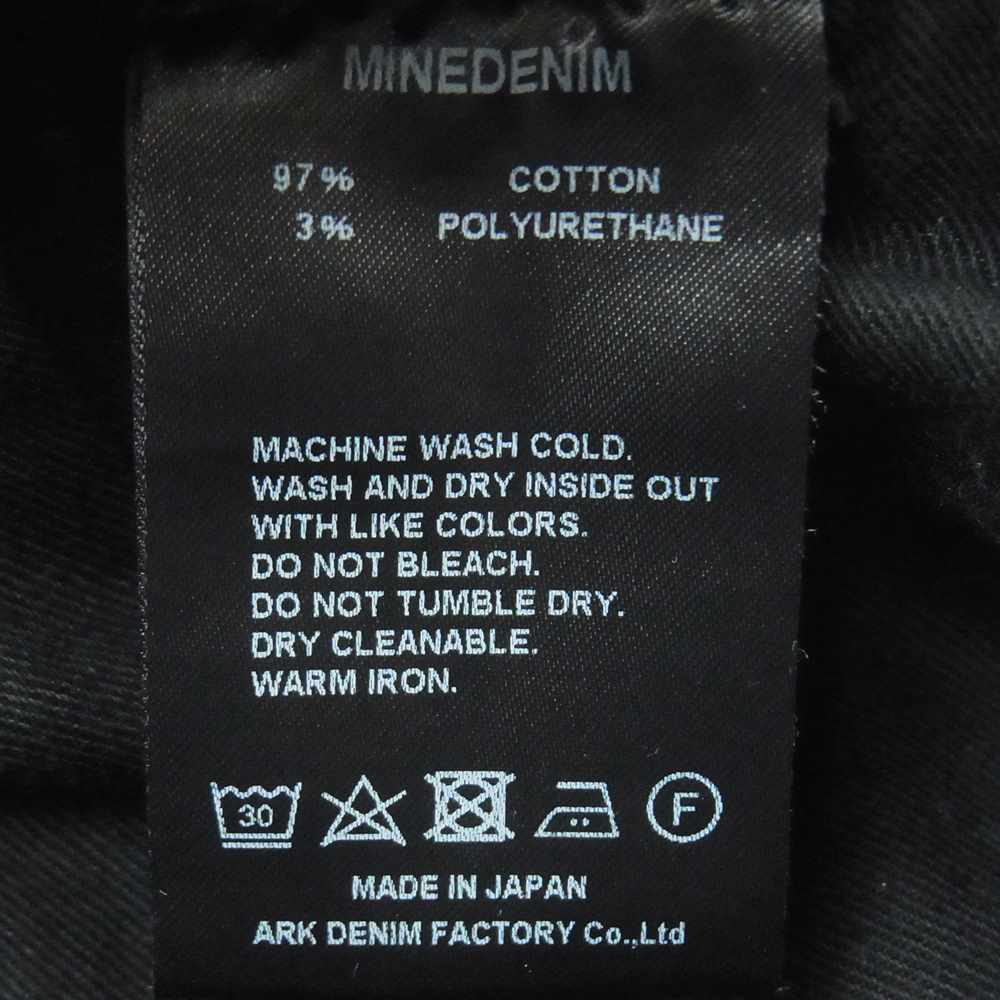 MINEDENIM
97% COTTON
3% POLYURETHANE
MACHINE WASH COLD.
WASH AND DRY INSIDE OUT
WITH LIKE COLORS.
DO NOT BLEACH.
DO NOT TUMBLE DRY.
DRY CLEANABLE.
WARM IRON.
30 F
MADE IN JAPAN
ARK DENIM FACTORY Co.,Ltd